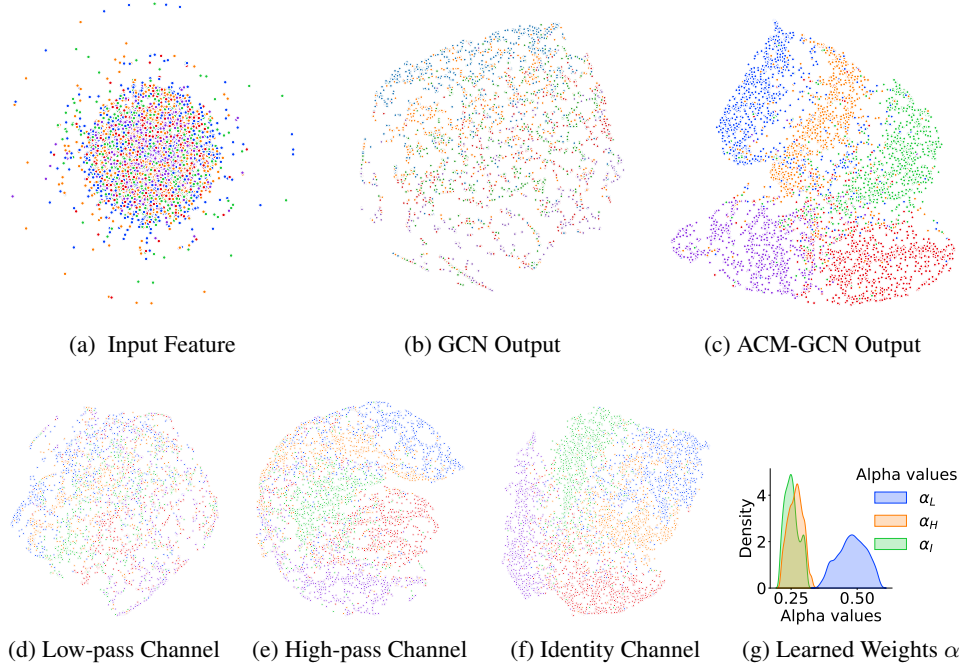 (a) Input Feature
(b) GCN Output
(c) ACM-GCN Output
Alpha values
α_L
α_H
α_I
Density
4
2
0
0.25
0.50
Alpha values
(d) Low-pass Channel
(e) High-pass Channel
(f) Identity Channel
(g) Learned Weights α